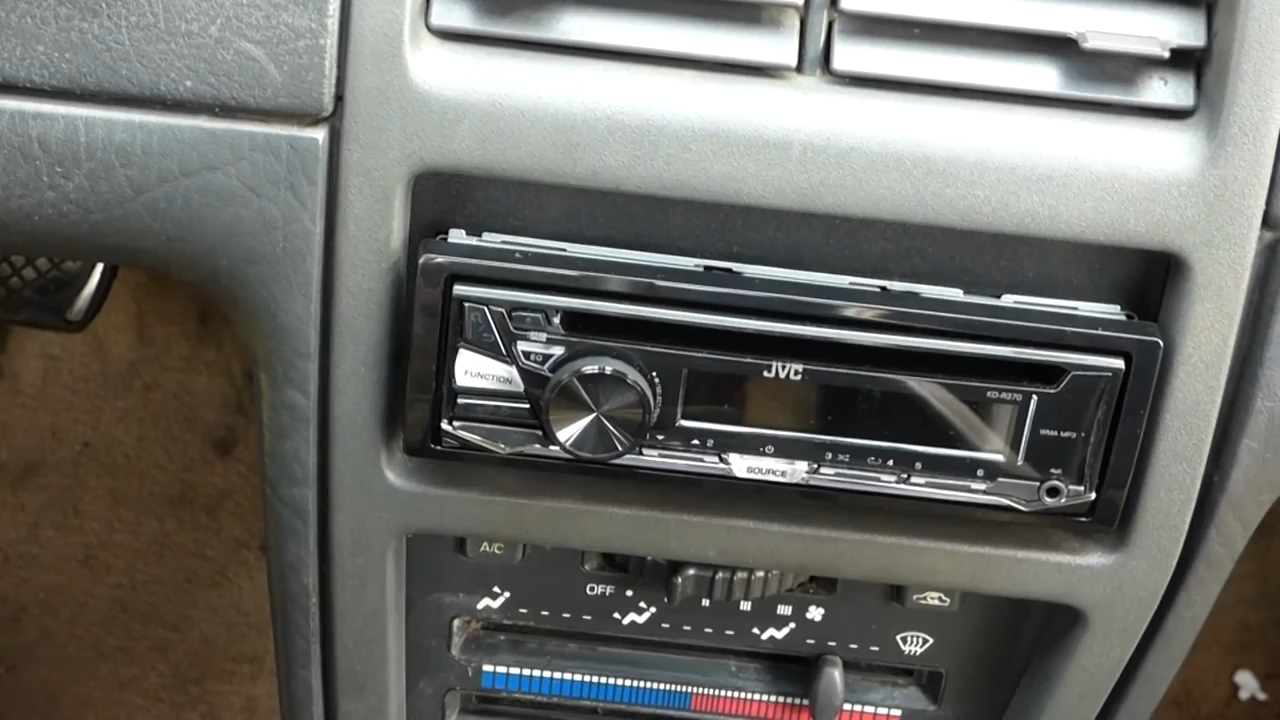 JVC
KD-R370
EQ
FUNCTION
WMA MP3
2
3
4
5
6
SOURCE
A/C
OFF